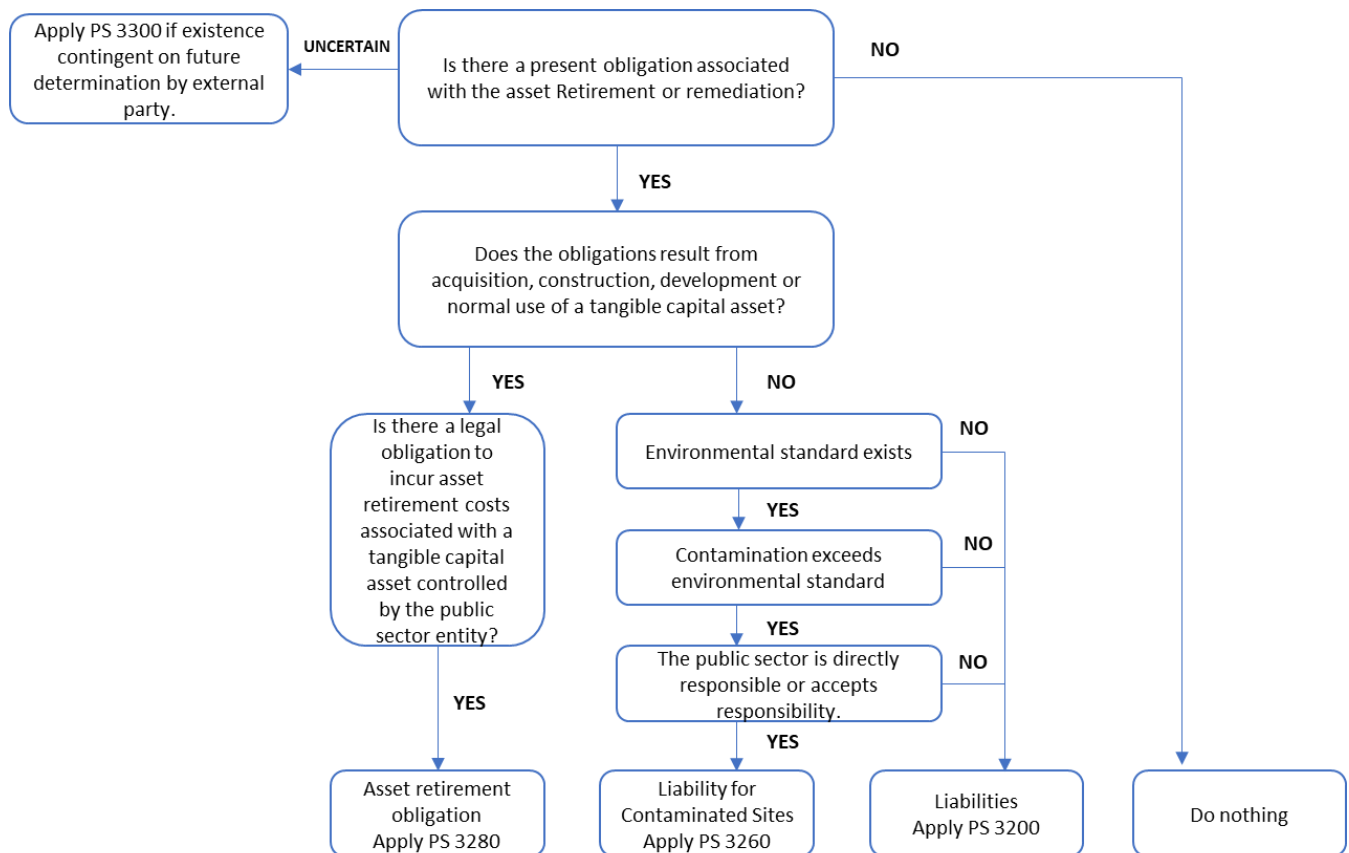 Apply PS 3300 if existence
contingent on future
determination by external
party.
UNCERTAIN
Is there a present obligation associated
with the asset Retirement or remediation?
NO
YES
Does the obligations result from
acquisition, construction, development or
normal use of a tangible capital asset?
YES
NO
Is there a legal
obligation to
incur asset
retirement costs
associated with a
tangible capital
asset controlled
by the public
sector entity?
Environmental standard exists
NO
YES
Contamination exceeds
environmental standard
NO
YES
The public sector is directly
responsible or accepts
responsibility.
NO
YES
YES
Asset retirement
obligation
Apply PS 3280
Liability for
Contaminated Sites
Apply PS 3260
Liabilities
Apply PS 3200
Do nothing